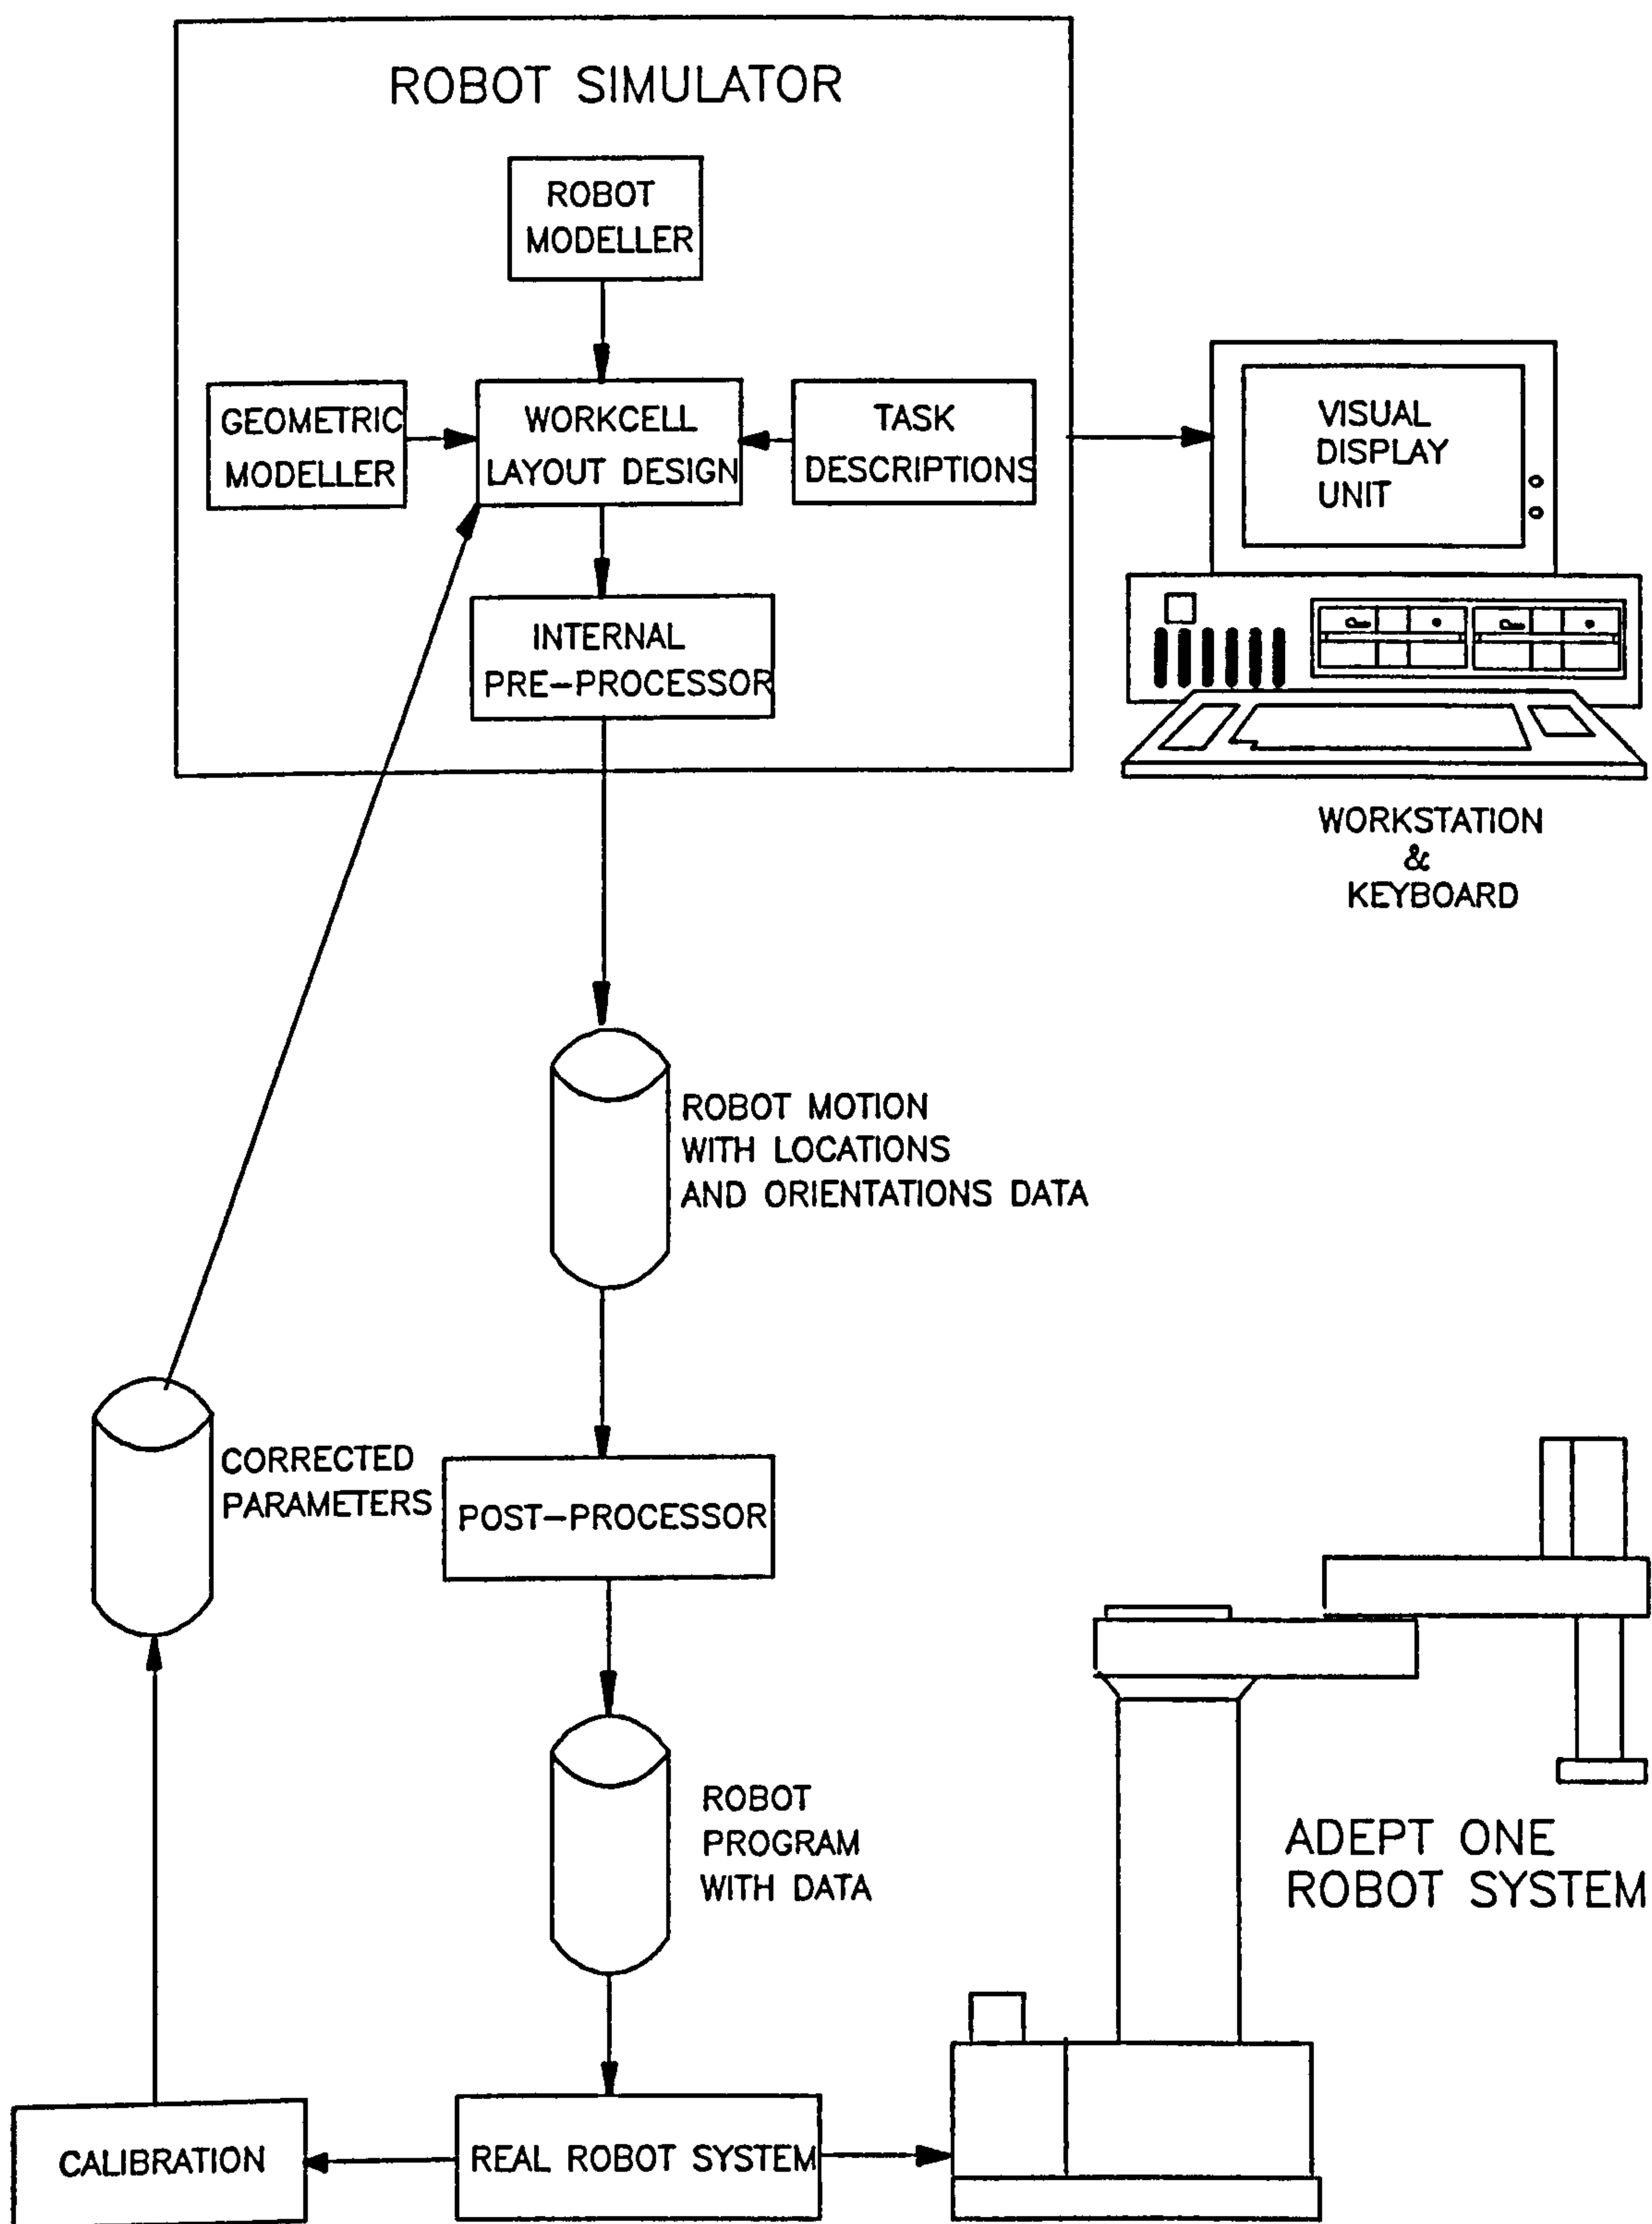 ROBOT SIMULATOR
ROBOT
MODELLER
GEOMETRIC
MODELLER
WORKCELL
LAYOUT DESIGN
TASK
DESCRIPTIONS
VISUAL
DISPLAY
UNIT
INTERNAL
PRE-PROCESSOR
WORKSTATION
&
KEYBOARD
ROBOT MOTION
WITH LOCATIONS
AND ORIENTATIONS DATA
CORRECTED
PARAMETERS
POST-PROCESSOR
ROBOT
PROGRAM
WITH DATA
ADEPT ONE
ROBOT SYSTEM
CALIBRATION
REAL ROBOT SYSTEM